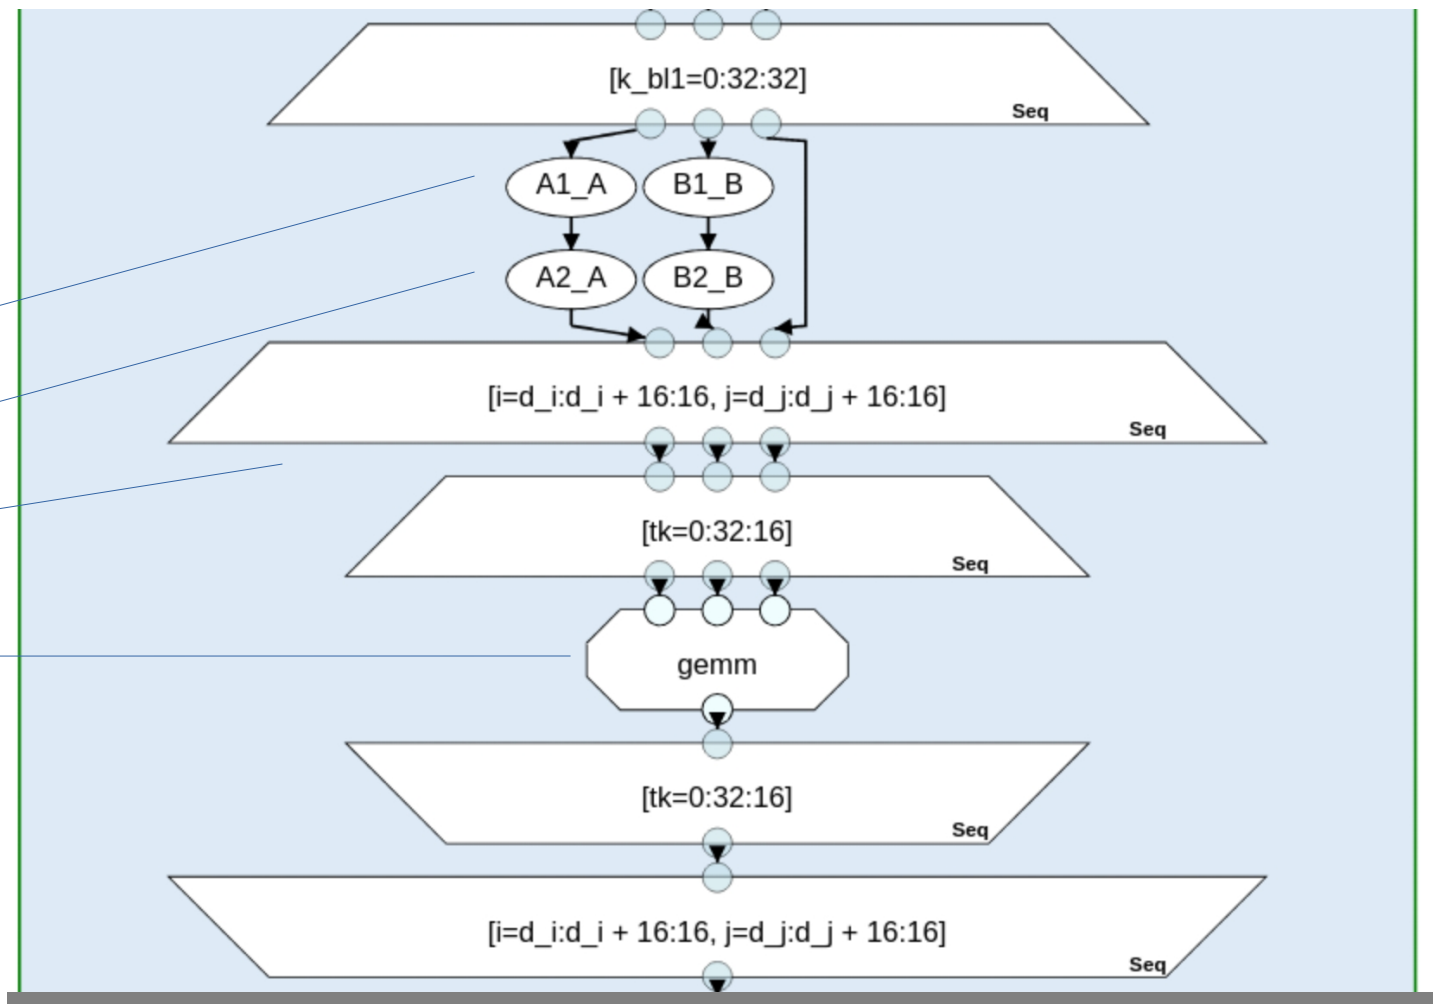 [k_bl1=0:32:32]
Seq
A1_A
B1_B
A2_A
B2_B
[i=d_i:d_i + 16:16, j=d_j:d_j + 16:16]
Seq
[tk=0:32:16]
Seq
gemm
[tk=0:32:16]
Seq
[i=d_i:d_i + 16:16, j=d_j:d_j + 16:16]
Seq